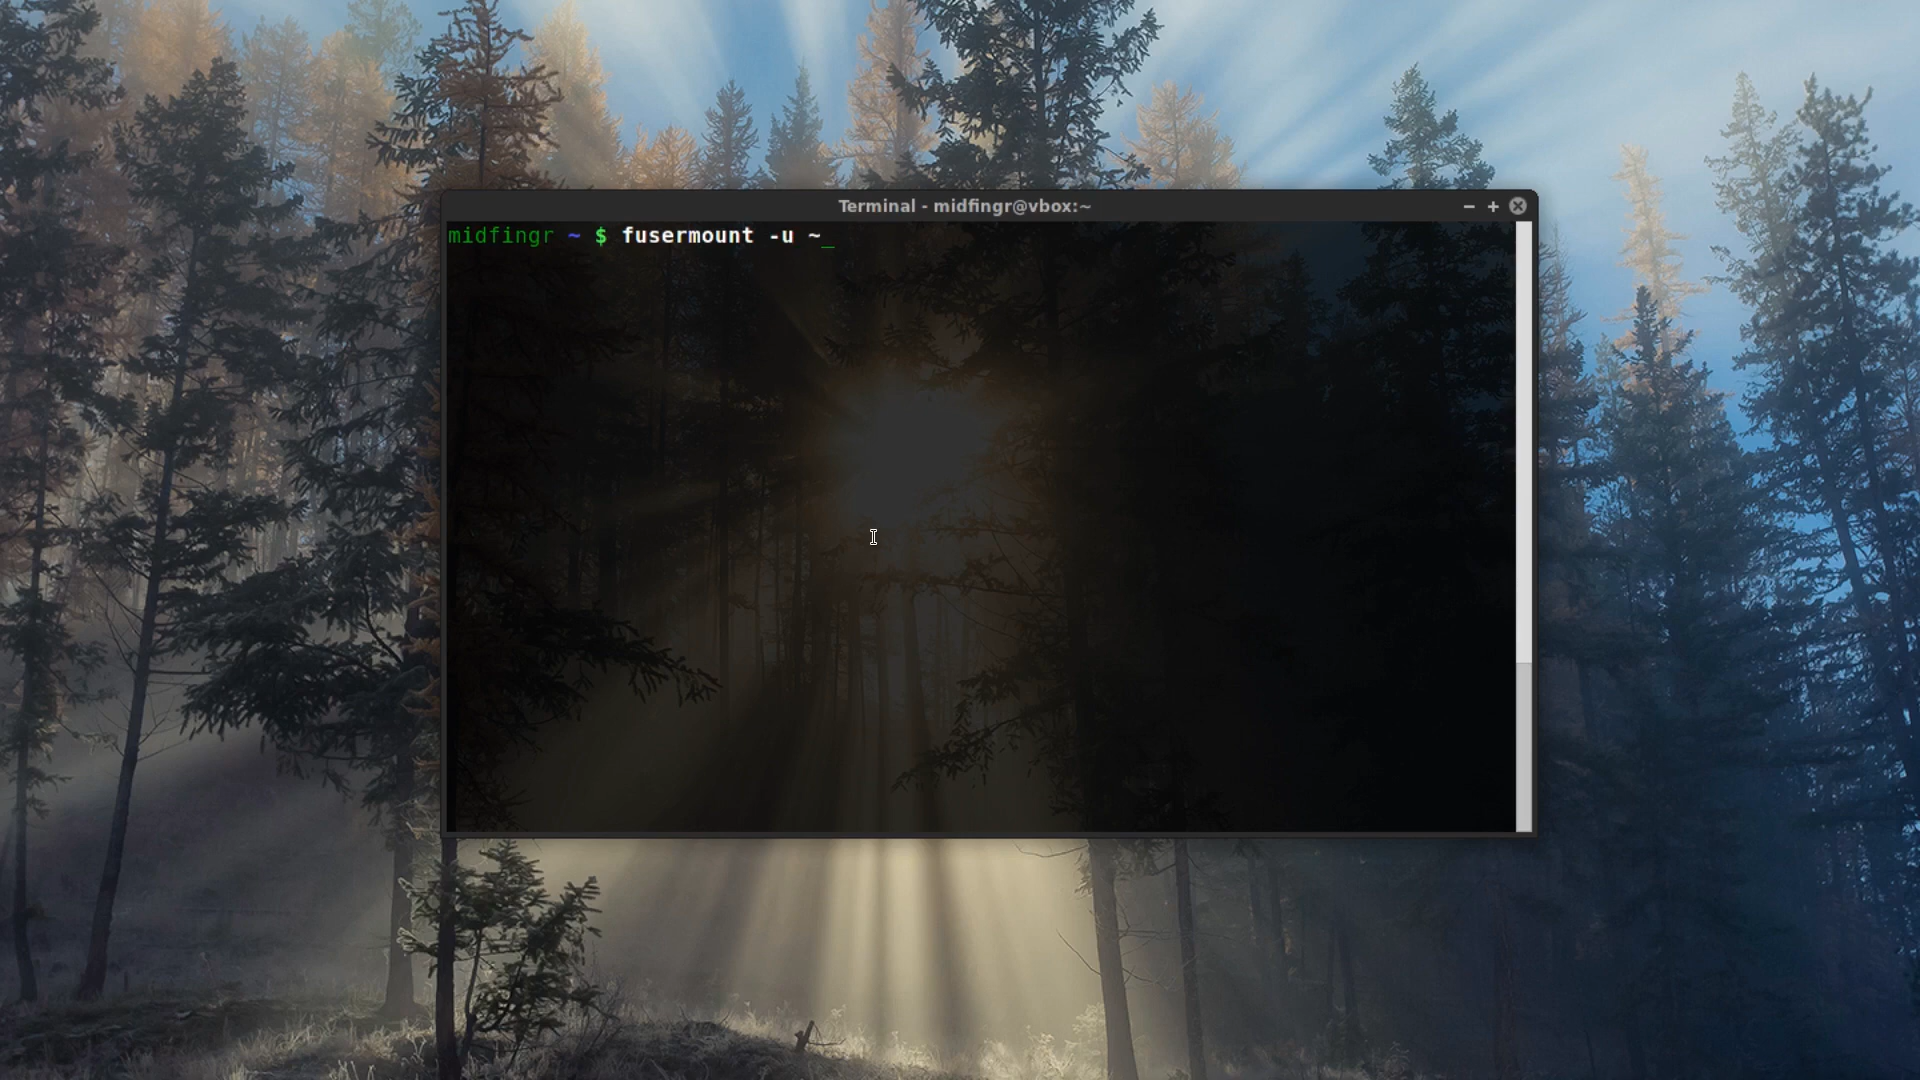 Terminal - midfingr@vbox:~
midfingr ~ $ fusermount -u ~_